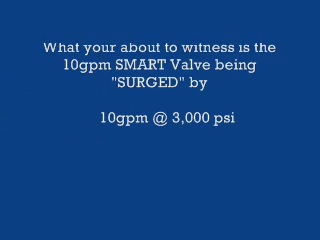 What your about to witness is the
10gpm SMART Valve being
"SURGED" by
10gpm @ 3,000 psi